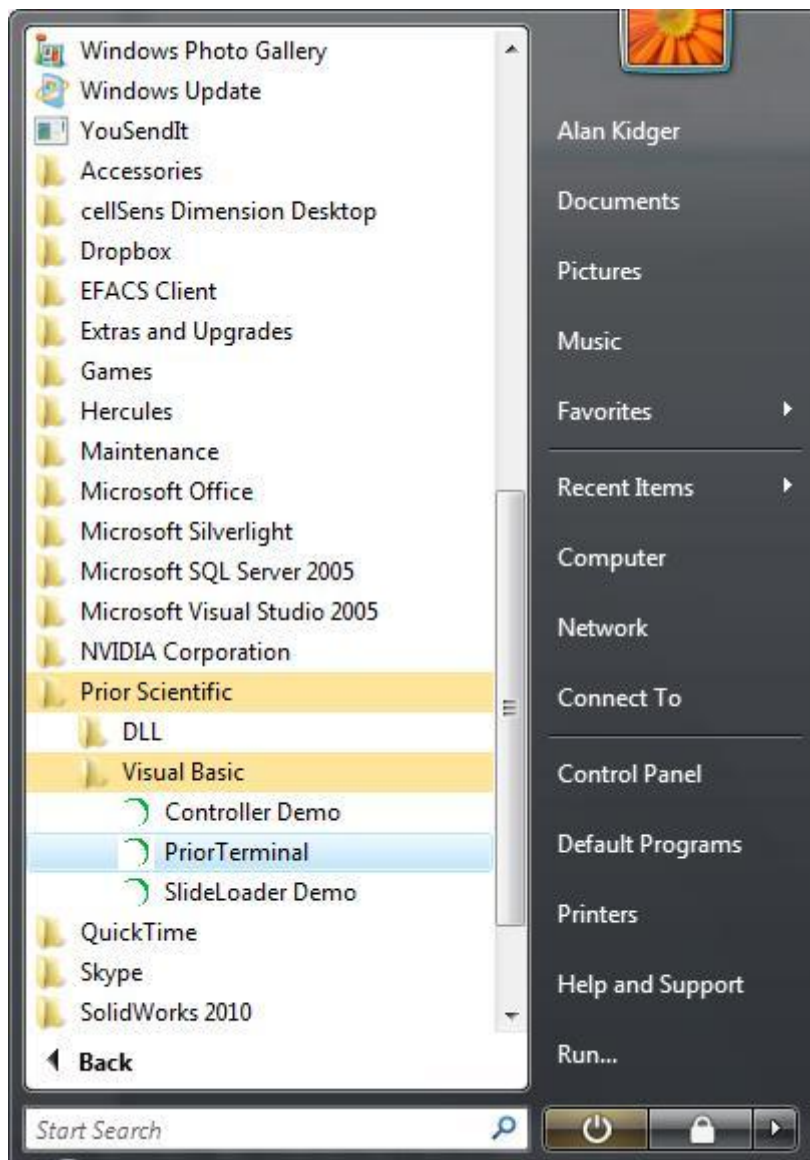 Windows Photo Gallery
Windows Update
YouSendIt
Accessories
cellSens Dimension Desktop
Dropbox
EFACS Client
Extras and Upgrades
Games
Hercules
Maintenance
Microsoft Office
Microsoft Silverlight
Microsoft SQL Server 2005
Microsoft Visual Studio 2005
NVIDIA Corporation
Prior Scientific
DLL
Visual Basic
Controller Demo
PriorTerminal
SlideLoader Demo
QuickTime
Skype
SolidWorks 2010
Back
Start Search
Alan Kidger
Documents
Pictures
Music
Favorites
Recent Items
Computer
Network
Connect To
Control Panel
Default Programs
Printers
Help and Support
Run...